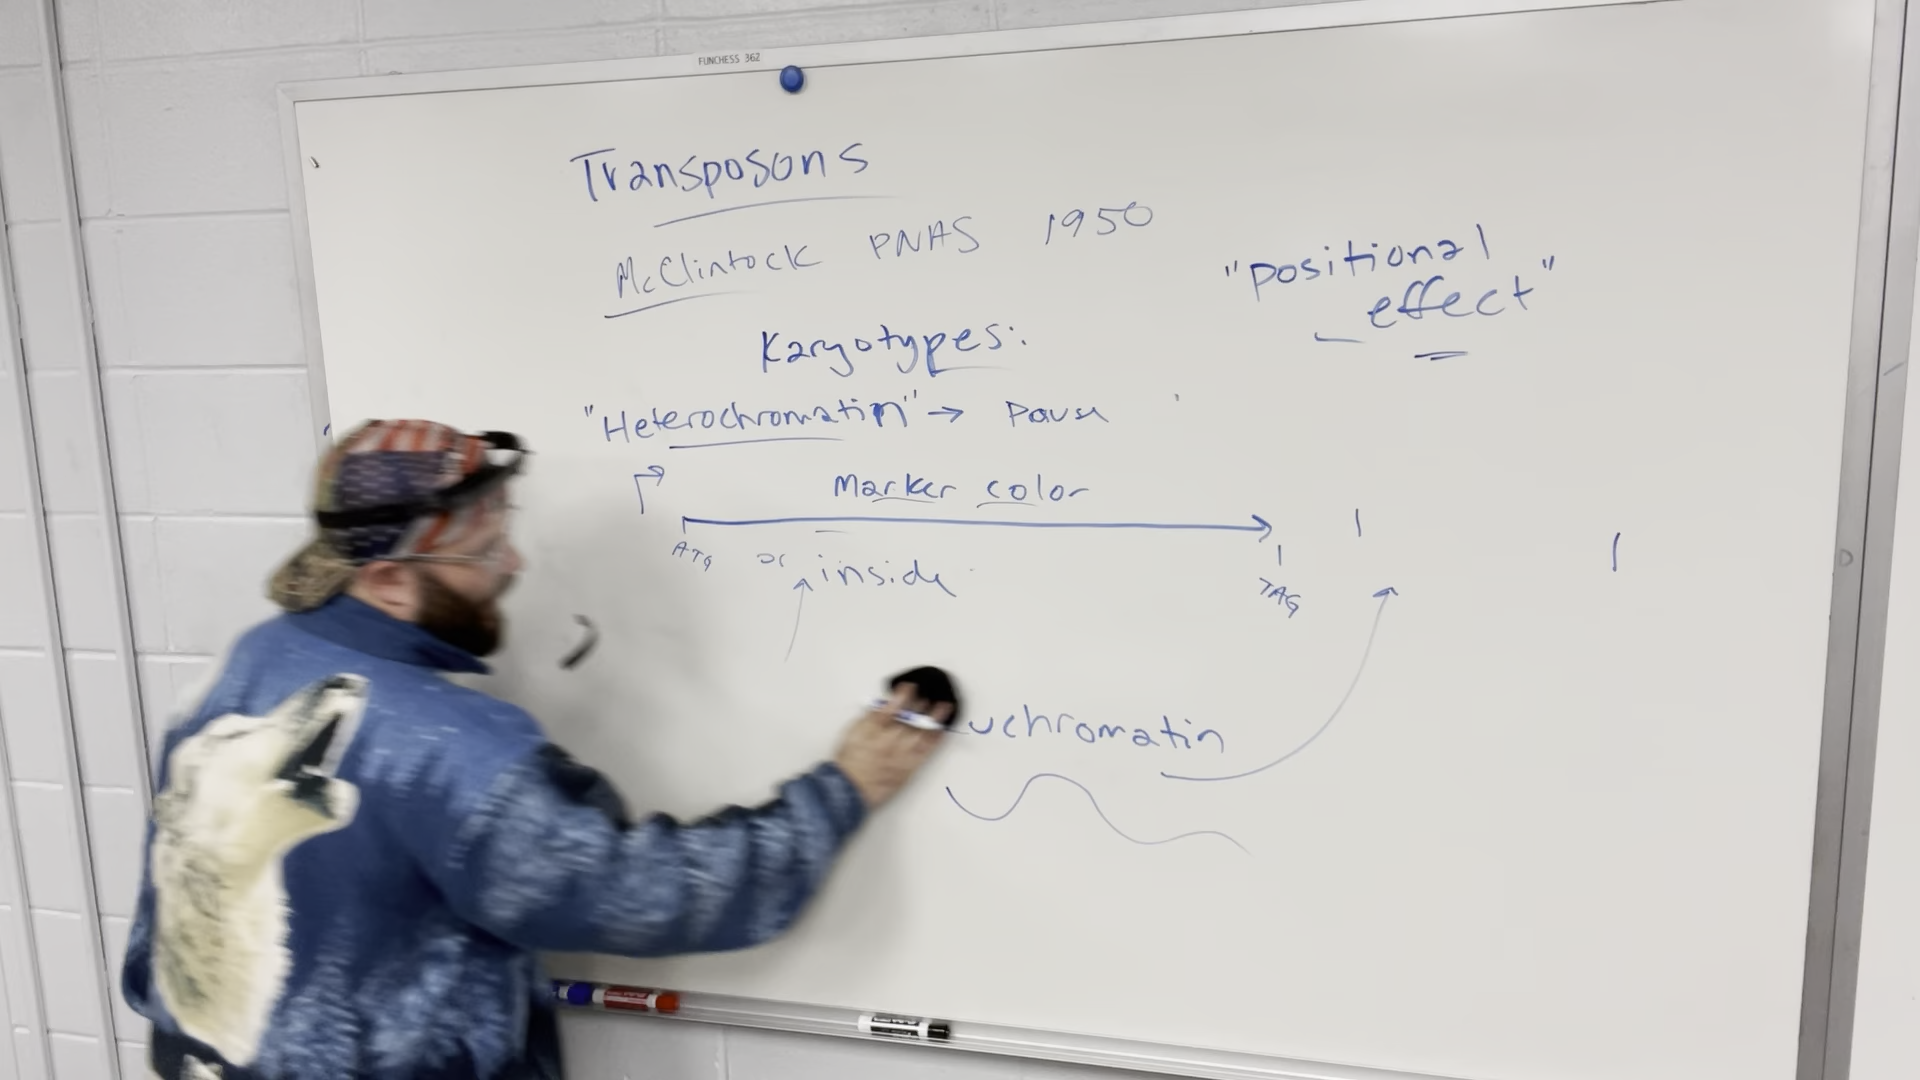 FUNCHESS 362
Transposons
McClintock PNAS 1950
"positional
effect"
Karyotypes:
"Heterochromatin" → Pause
Marker color
ATG or inside
TAG
uchromatin